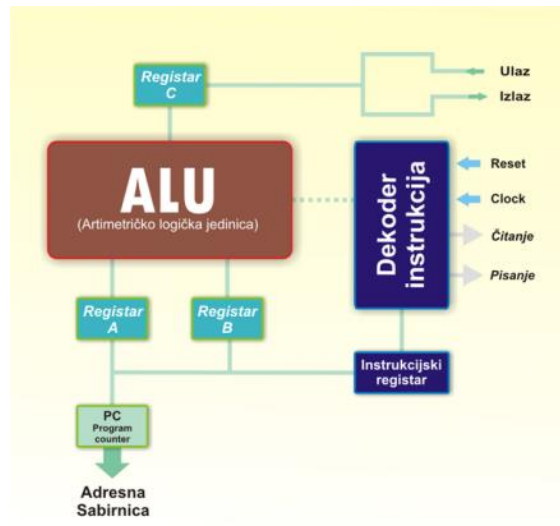 Registar
C
Ulaz
Izlaz
ALU
(Artimetričko logička jedinica)
Dekoder
instrukcija
Reset
Clock
Čitanje
Pisanje
Registar
A
Registar
B
Instrukcijski
registar
PC
Program
counter
Adresna
Sabirnica